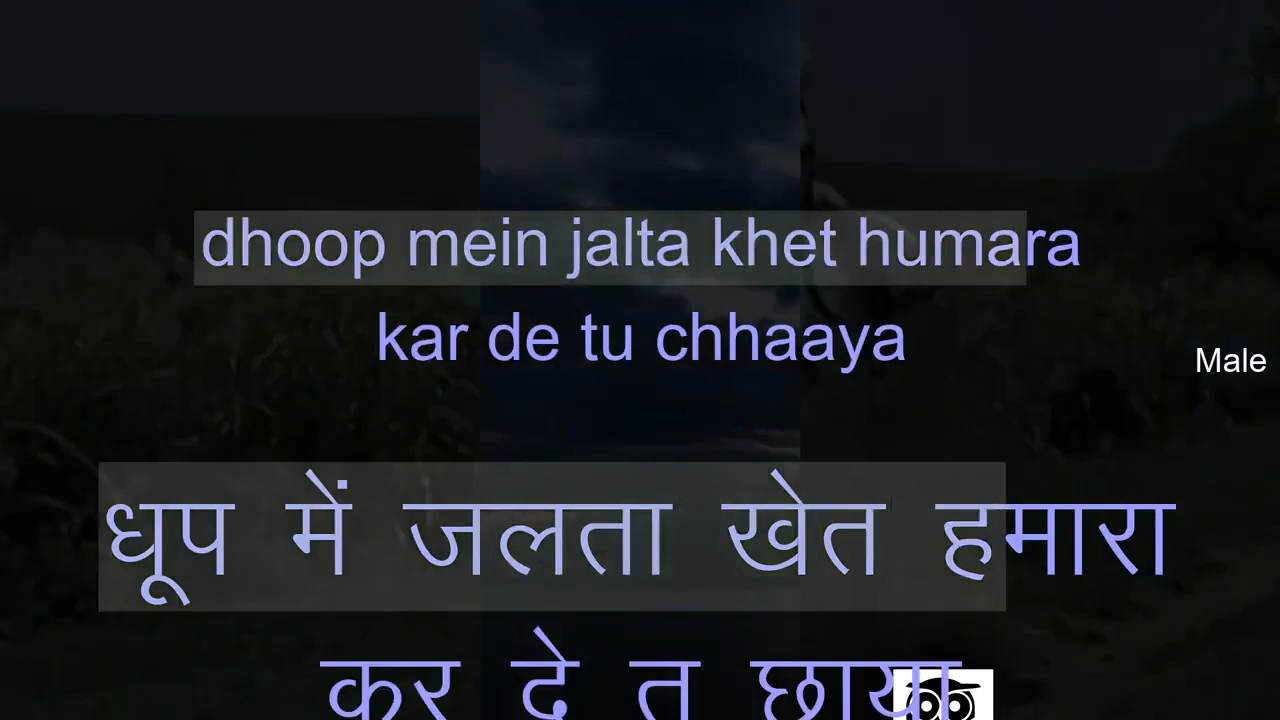 dhoop mein jalta khet humara
kar de tu chhaaya
Male
धूप में जलता खेत हमारा
कर दे त छाया